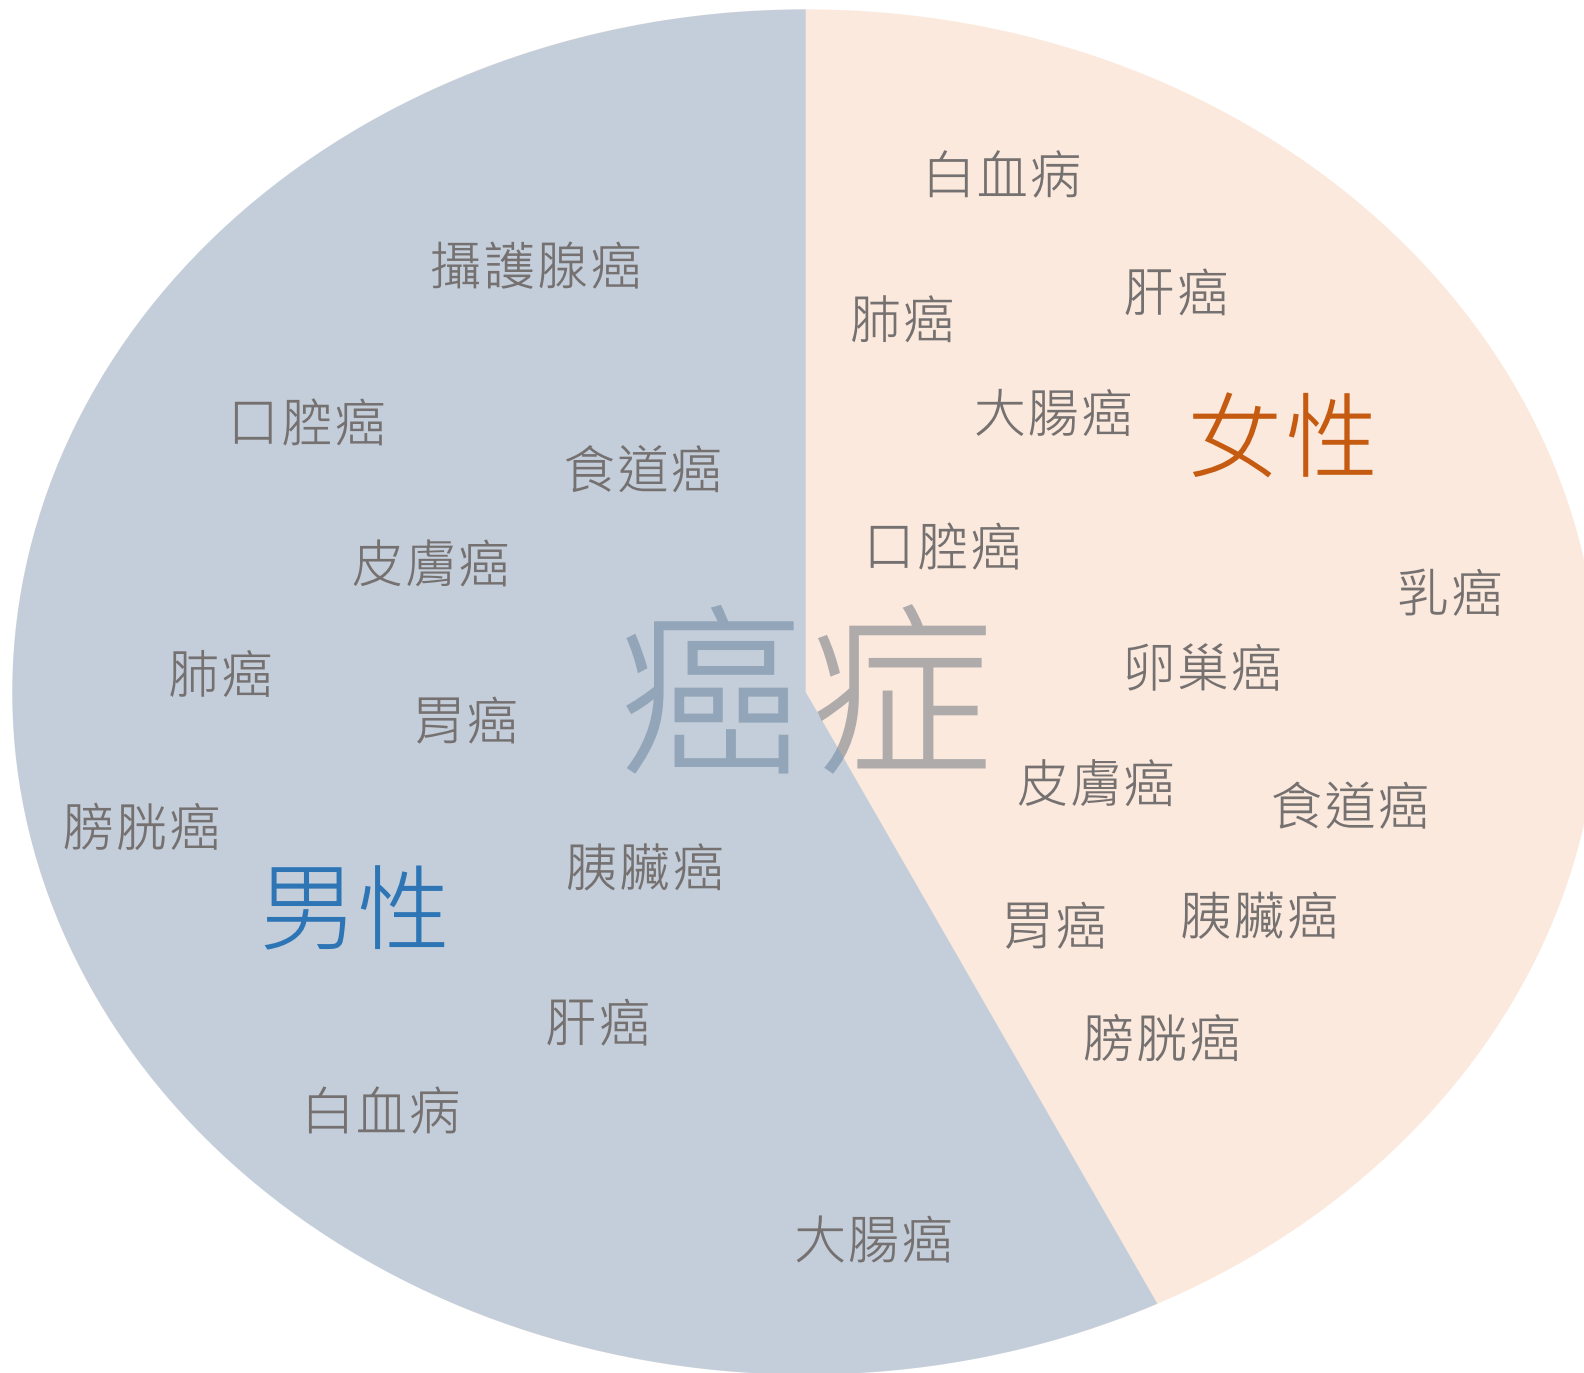 攝護腺癌
口腔癌
食道癌
皮膚癌
肺癌
胃癌
膀胱癌
胰臟癌
男性
肝癌
白血病
大腸癌
癌症
白血病
肝癌
肺癌
大腸癌
女性
口腔癌
乳癌
卵巢癌
皮膚癌
食道癌
胰臟癌
胃癌
膀胱癌